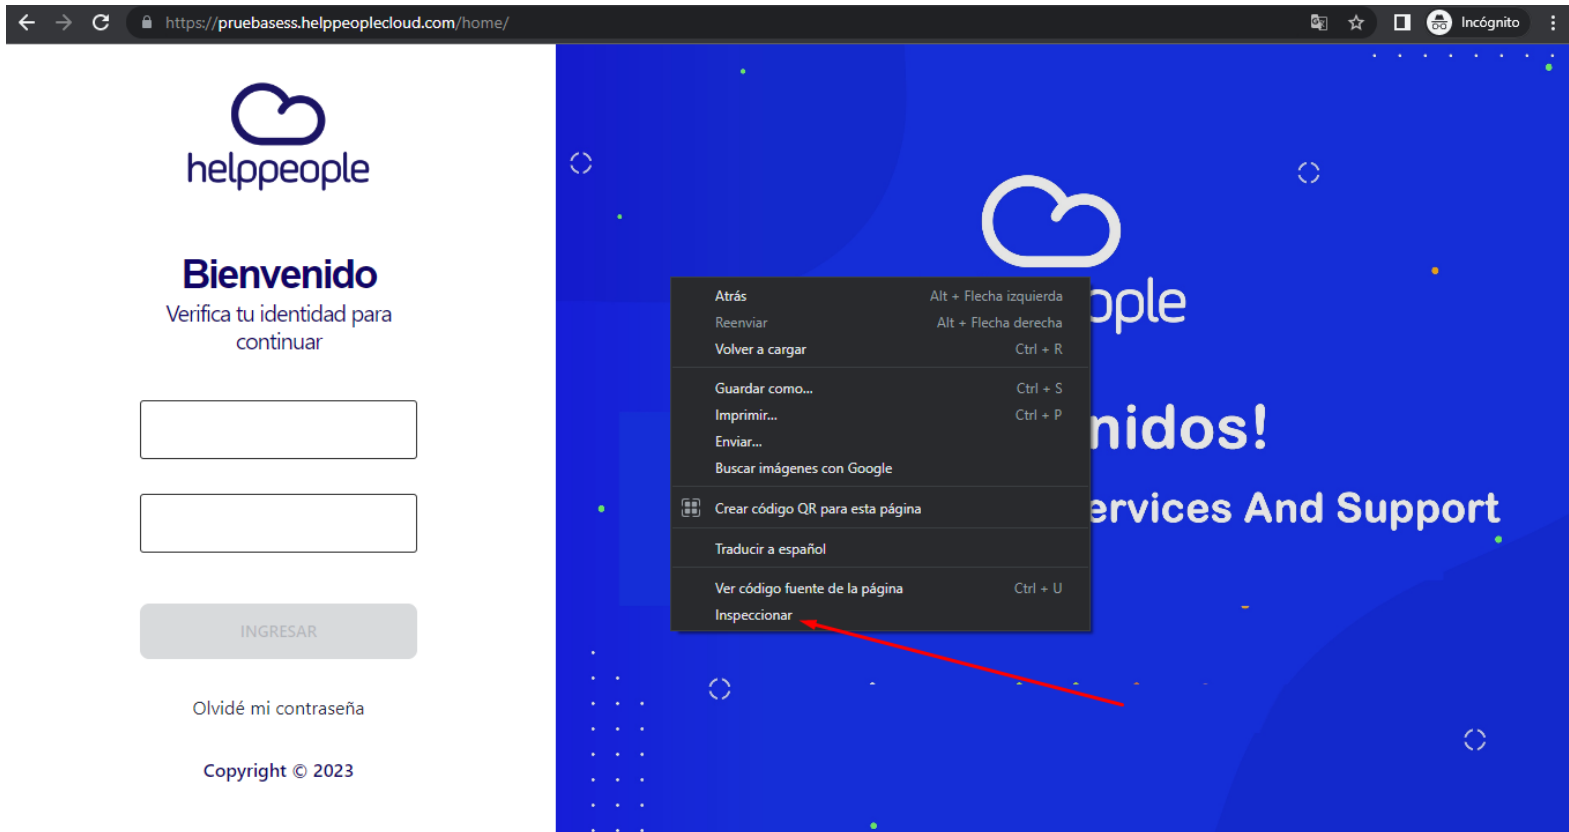 https://pruebasess.helppeoplecloud.com/home/
Incógnito
helppeople
Bienvenido
Verifica tu identidad para
continuar
INGRESAR
Olvidé mi contraseña
Copyright © 2023
Atrás Alt + Flecha izquierda
Reenviar Alt + Flecha derecha
Volver a cargar Ctrl + R
Guardar como... Ctrl + S
Imprimir... Ctrl + P
Enviar...
Buscar imágenes con Google
Crear código QR para esta página
Traducir a español
Ver código fuente de la página Ctrl + U
Inspeccionar
ople
nidos!
ervices And Support